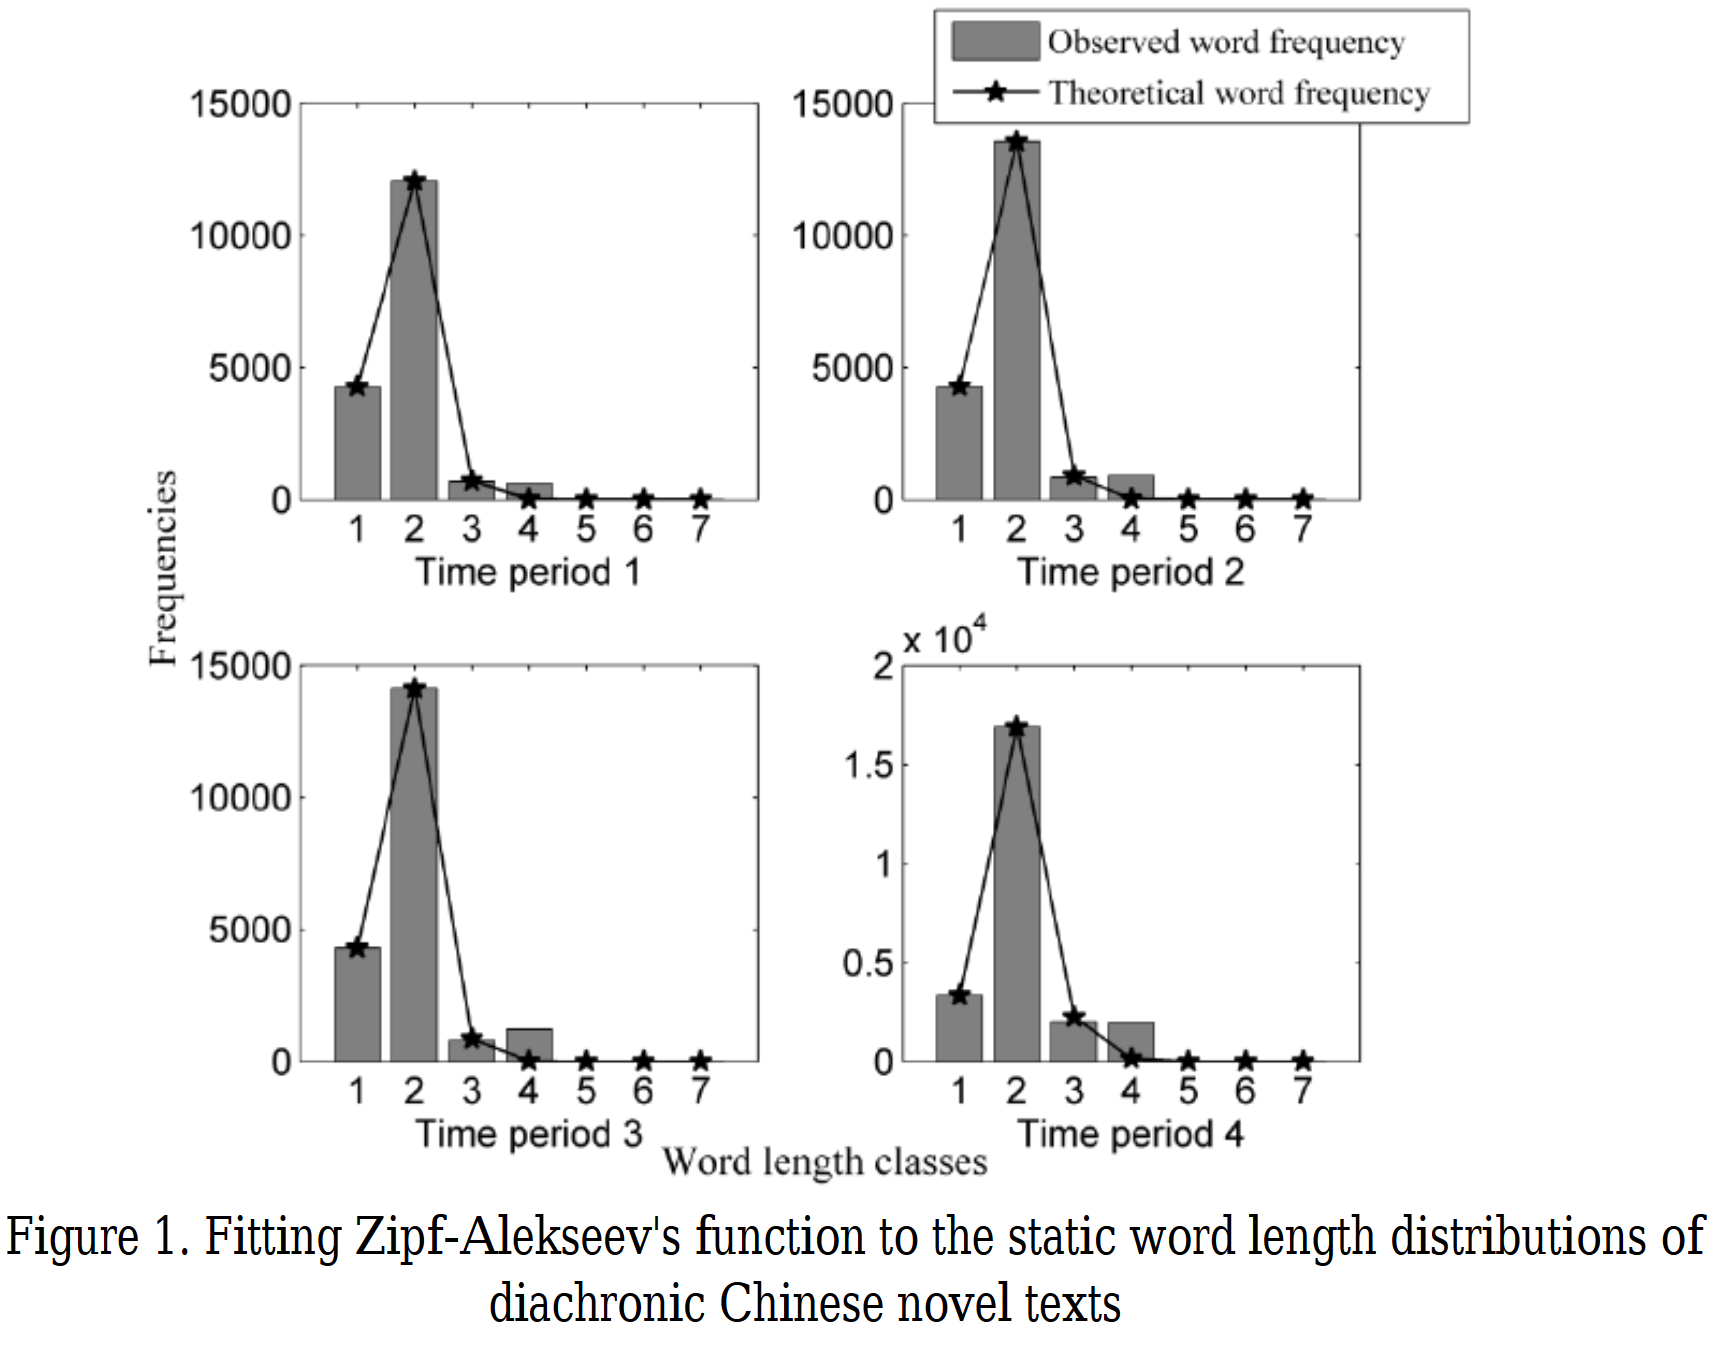 Observed word frequency
Theoretical word frequency
Frequencies
15000
10000
5000
0
1 2 3 4 5 6 7
Time period 1
15000
10000
5000
0
1 2 3 4 5 6 7
Time period 2
15000
10000
5000
0
1 2 3 4 5 6 7
Time period 3
x 10^4
2
1.5
1
0.5
0
1 2 3 4 5 6 7
Time period 4
Word length classes
Figure 1. Fitting Zipf-Alekseev's function to the static word length distributions of
diachronic Chinese novel texts